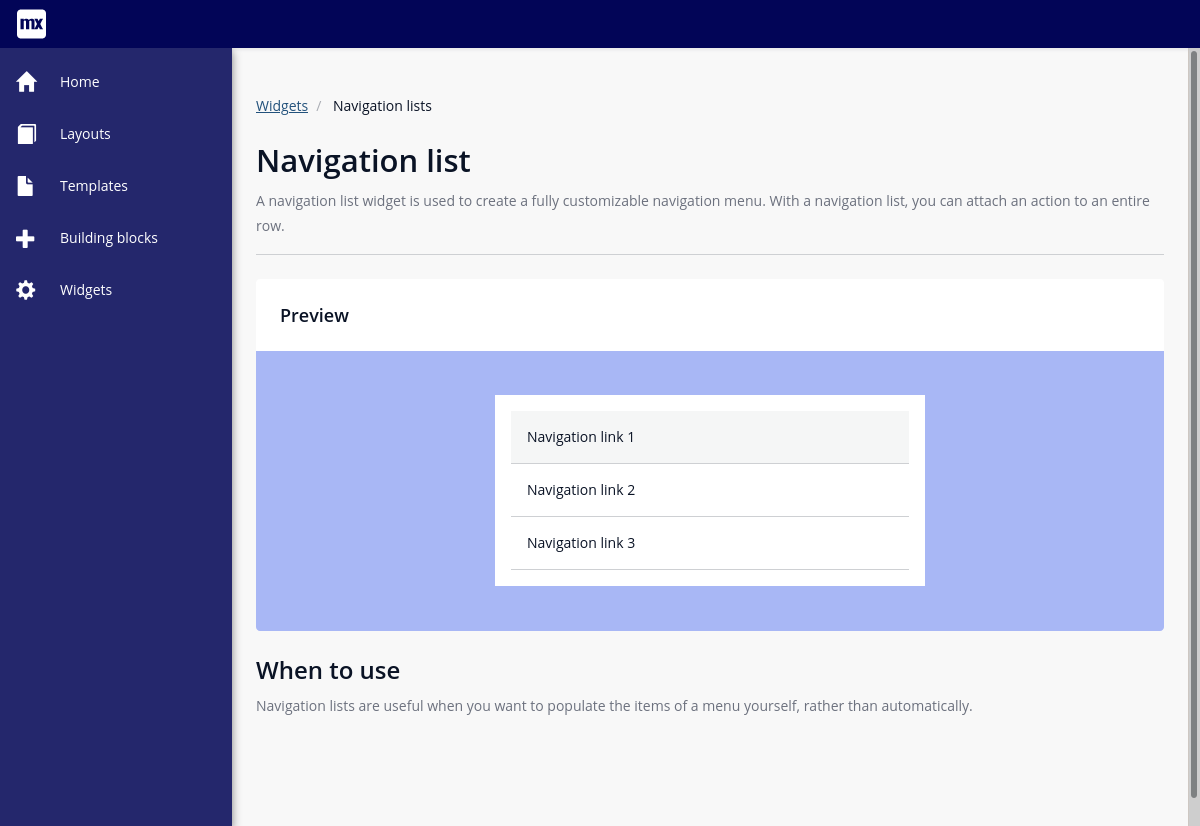 mx
Home
Layouts
Templates
Building blocks
Widgets
Widgets / Navigation lists
Navigation list
A navigation list widget is used to create a fully customizable navigation menu. With a navigation list, you can attach an action to an entire
row.
Preview
Navigation link 1
Navigation link 2
Navigation link 3
When to use
Navigation lists are useful when you want to populate the items of a menu yourself, rather than automatically.